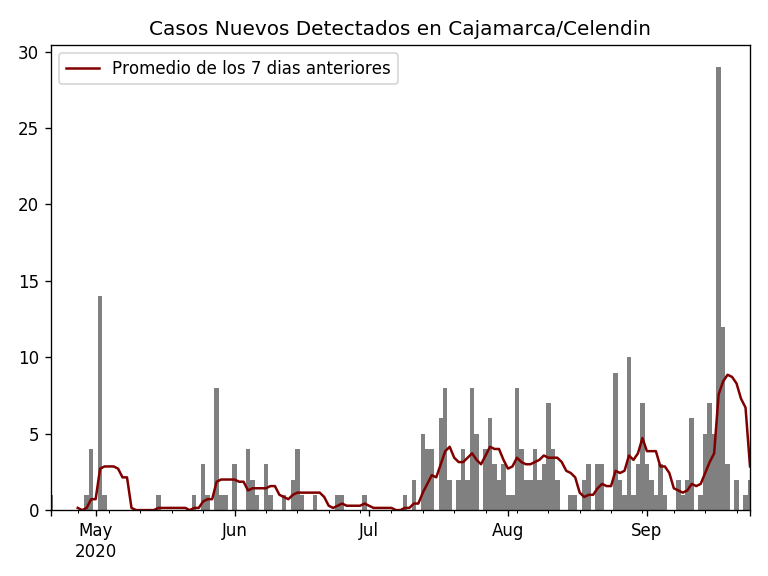 Casos Nuevos Detectados en Cajamarca/Celendin
Promedio de los 7 dias anteriores
30
25
20
15
10
5
0
May Jun Jul Aug Sep
2020